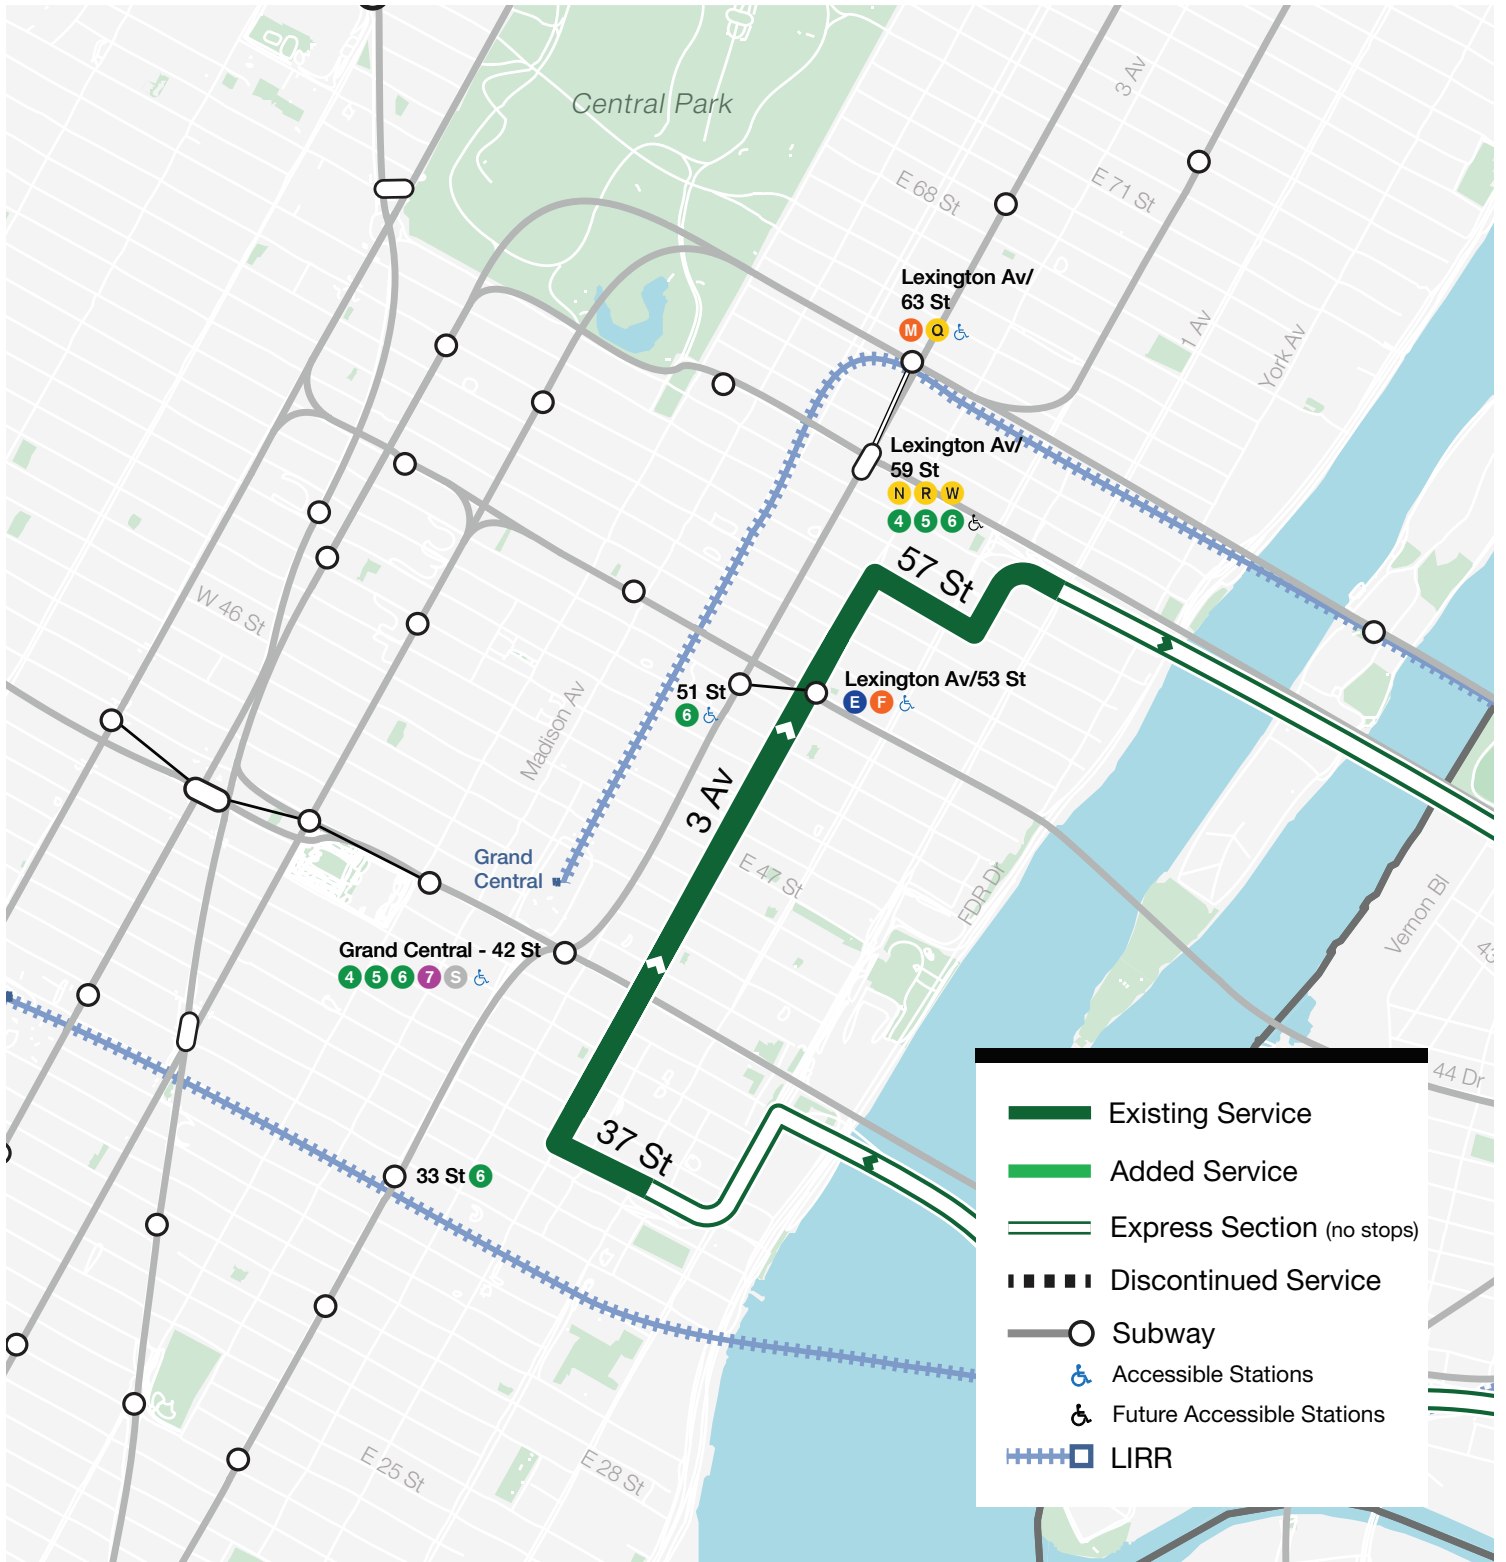 Central Park
3 Av
E 68 St
E 71 St
Lexington Av/
63 St
M Q
1 Av
York Av
Lexington Av/
59 St
N R W
4 5 6
57 St
W 46 St
Madison Av
51 St
6
Lexington Av/53 St
E F
3 Av
Grand
Central
E 47 St
FDR Dr
Vernon Bl
43
Grand Central - 42 St
4 5 6 7 S
44 Dr
37 St
33 St 6
E 25 St
E 28 St
Existing Service
Added Service
Express Section (no stops)
Discontinued Service
Subway
Accessible Stations
Future Accessible Stations
LIRR